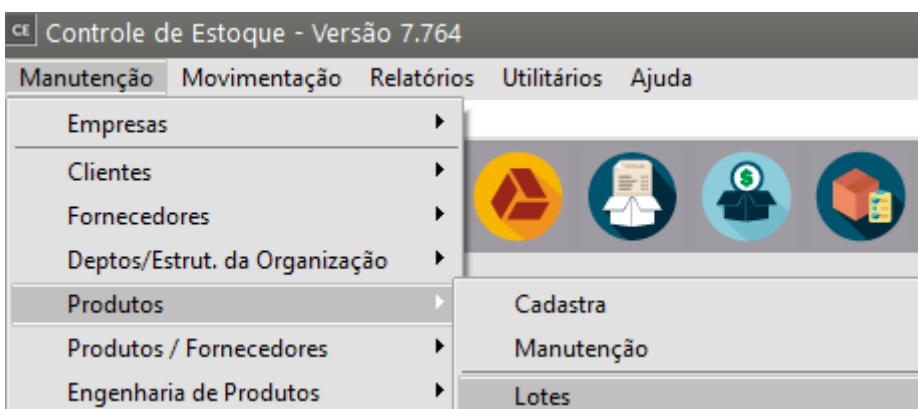 CE Controle de Estoque - Versão 7.764
Manutenção Movimentação Relatórios Utilitários Ajuda
Empresas
Clientes
Fornecedores
Deptos/Estrut. da Organização
Produtos
Cadastra
Produtos / Fornecedores
Manutenção
Engenharia de Produtos
Lotes